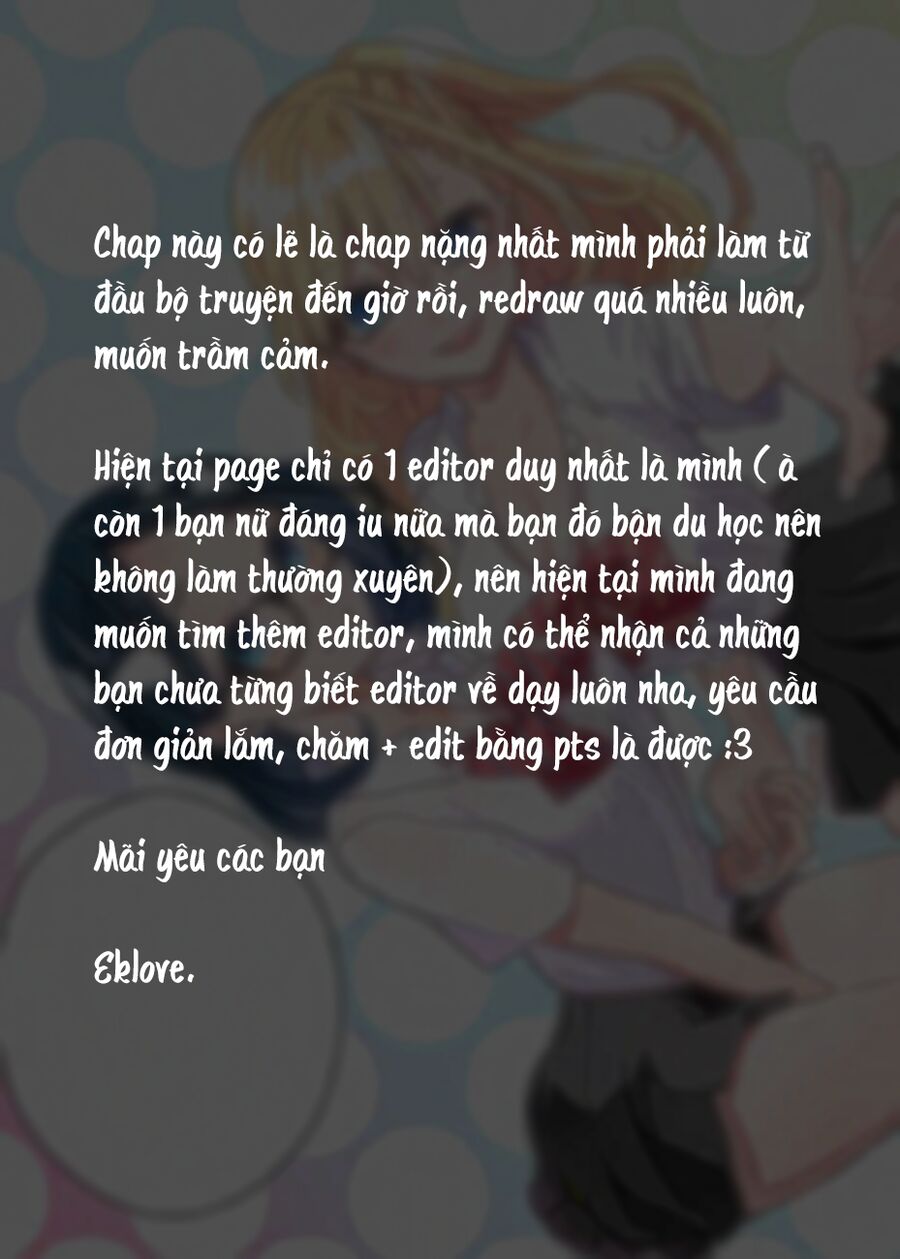 Chap này có lẽ là chap nặng nhất mình phải làm từ
đầu bộ truyện đến giờ rồi, redraw quá nhiều luôn,
muốn trầm cảm.
Hiện tại page chỉ có 1 editor duy nhất là mình ( à
còn 1 bạn nữ đáng iu nữa mà bạn đó bận du học nên
không làm thường xuyên), nên hiện tại mình đang
muốn tìm thêm editor, mình có thể nhận cả những
bạn chưa từng biết editor về dạy luôn nha, yêu cầu
đơn giản lắm, chăm + edit bằng pts là được :3
Mãi yêu các bạn
Eklove.